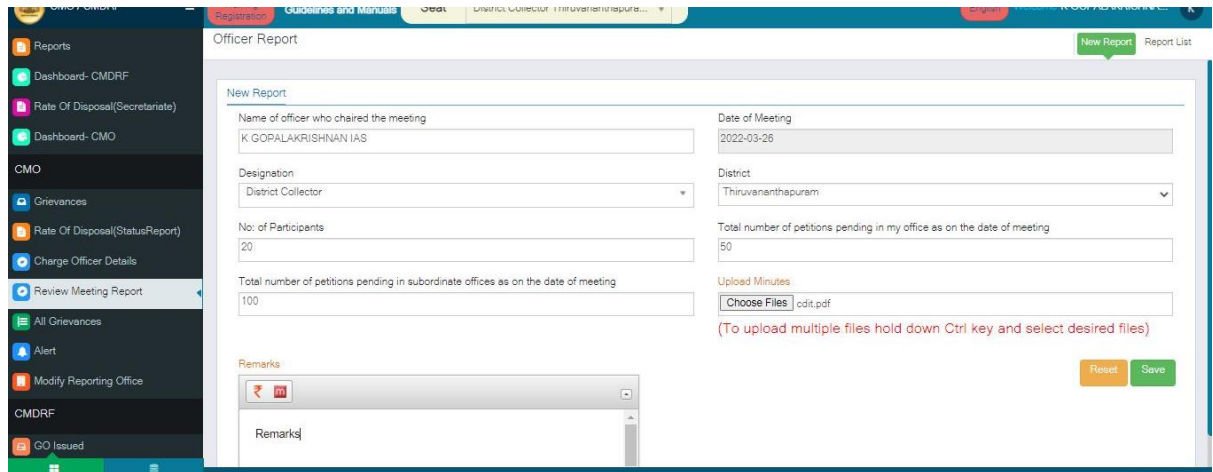 Registration
Guidelines and Manuals
Seat
District Collector Thiruvananthapura...
English
K
Officer Report
New Report
Report List
Reports
Dashboard- CMDRF
Rate Of Disposal(Secretariate)
Dashboard- CMO
CMO
Grievances
Rate Of Disposal(StatusReport)
Charge Officer Details
Review Meeting Report
All Grievances
Alert
Modify Reporting Office
CMDRF
GO Issued
New Report
Name of officer who chaired the meeting
K GOPALAKRISHNAN IAS
Date of Meeting
2022-03-26
Designation
District Collector
District
Thiruvananthapuram
No: of Participants
20
Total number of petitions pending in my office as on the date of meeting
50
Total number of petitions pending in subordinate offices as on the date of meeting
100
Upload Minutes
Choose Files cdit.pdf
(To upload multiple files hold down Ctrl key and select desired files)
Remarks
₹ m
Remarks
Reset
Save